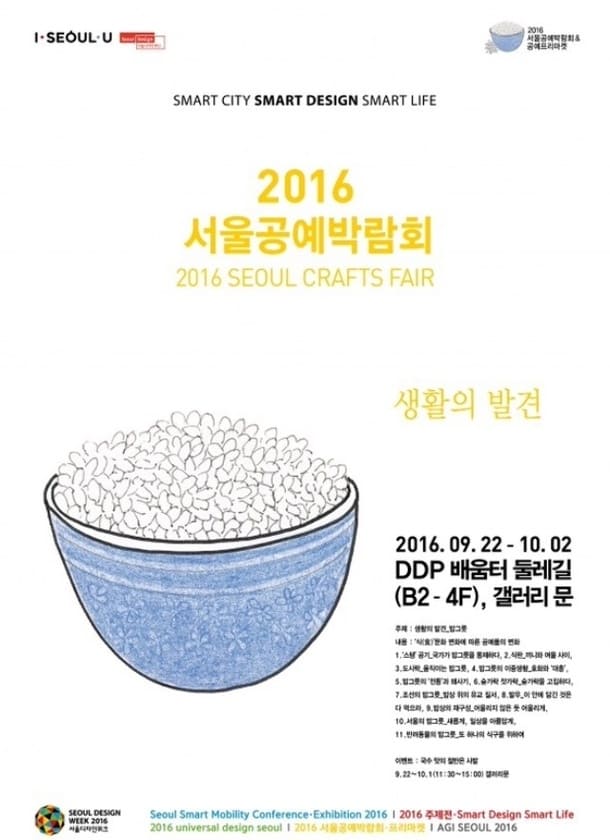 I·SEOUL·U
Seoul design
2016
서울공예박람회&
공예프리마켓
SMART CITY SMART DESIGN SMART LIFE
2016
서울공예박람회
2016 SEOUL CRAFTS FAIR
생활의 발견
2016. 09. 22 - 10. 02
DDP 배움터 둘레길
(B2 - 4F), 갤러리 문
주제 : 생활의 발견_밥그릇
내용 : '식(食)'문화 변화에 따른 공예품의 변화
1.'스텐' 공기_국가가 밥그릇을 통제하다, 2.식판_끼니와 여물 사이,
3.도시락_움직이는 밥그릇, 4.밥그릇의 이중생활_호화와 '대충',
5.밥그릇의 '전통'과 왜사기, 6.숟가락 젓가락_숟가락을 고집하다,
7.조선의 밥그릇_밥상 위의 유교 질서, 8.발우_이 안에 담긴 것은
다 먹으라, 9.밥상의 재구성_어울리지 않은 듯 어울리게,
10.서울의 밥그릇_새롭게, 일상을 아름답게,
11.반려동물의 밥그릇_또 하나의 식구를 위하여
이벤트 : 국수 맛의 절반은 사발
9.22~10.1(11:30~15:00) 갤러리문
SEOUL DESIGN
WEEK 2016
서울디자인위크
Seoul Smart Mobility Conference·Exhibition 2016 I 2016 주제전·Smart Design Smart Life
2016 universal design seoul I 2016 서울공예박람회·프리마켓 I AGI SEOUL 2016